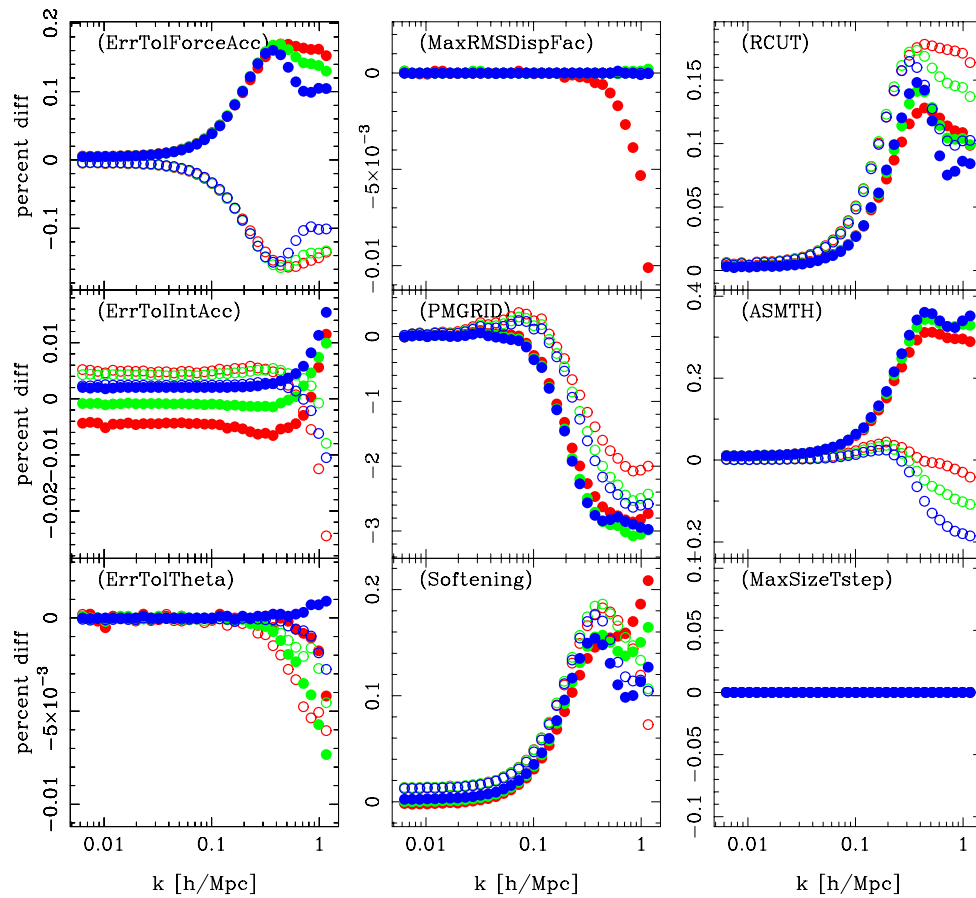 (ErrTolForceAcc)
percent diff
0.2
0.1
0
−0.1
(MaxRMSDispFac)
0
−5×10⁻³
−0.01
(RCUT)
0.15
0.1
0.05
0
(ErrTolIntAcc)
percent diff
0.01
0
−0.01
−0.02
(PMGRID)
0
−1
−2
−3
(ASMTH)
0.4
0.2
0
0.2
(ErrTolTheta)
percent diff
0
−5×10⁻³
−0.01
(Softening)
0.2
0.1
0
(MaxSizeTstep)
0.1
0.05
0
−0.05
−0.1
0.01 0.1 1
0.01 0.1 1
0.01 0.1 1
k [h/Mpc]
k [h/Mpc]
k [h/Mpc]